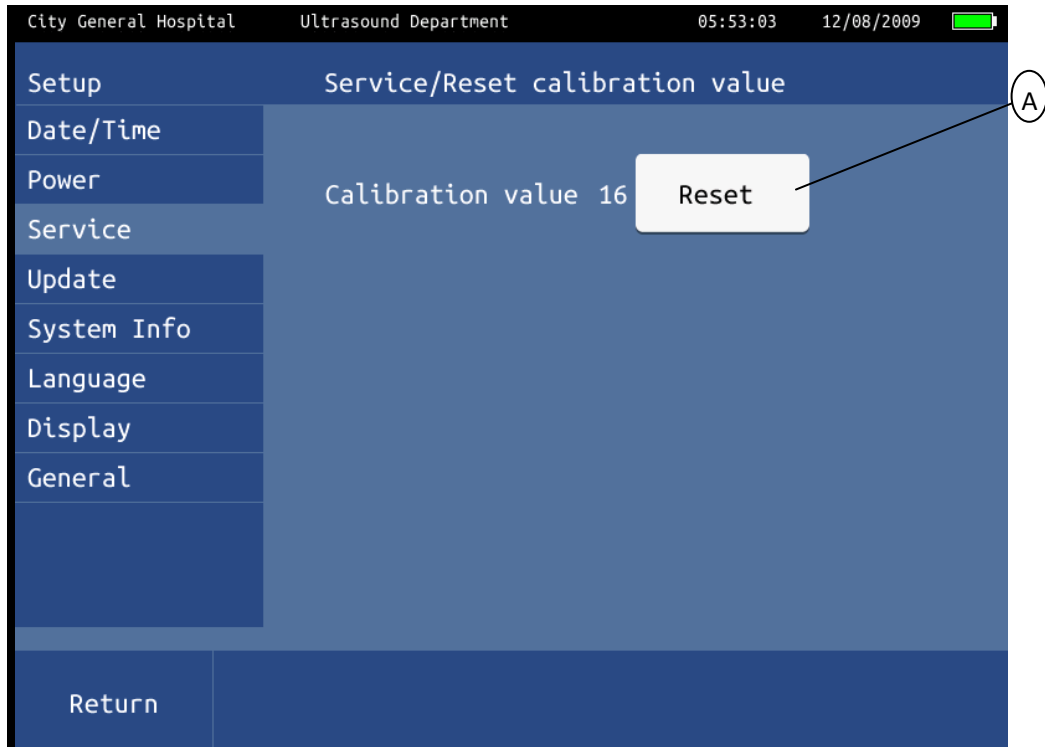 City General Hospital Ultrasound Department 05:53:03 12/08/2009
Setup Service/Reset calibration value
A
Date/Time
Power
Calibration value 16 Reset
Service
Update
System Info
Language
Display
General
Return